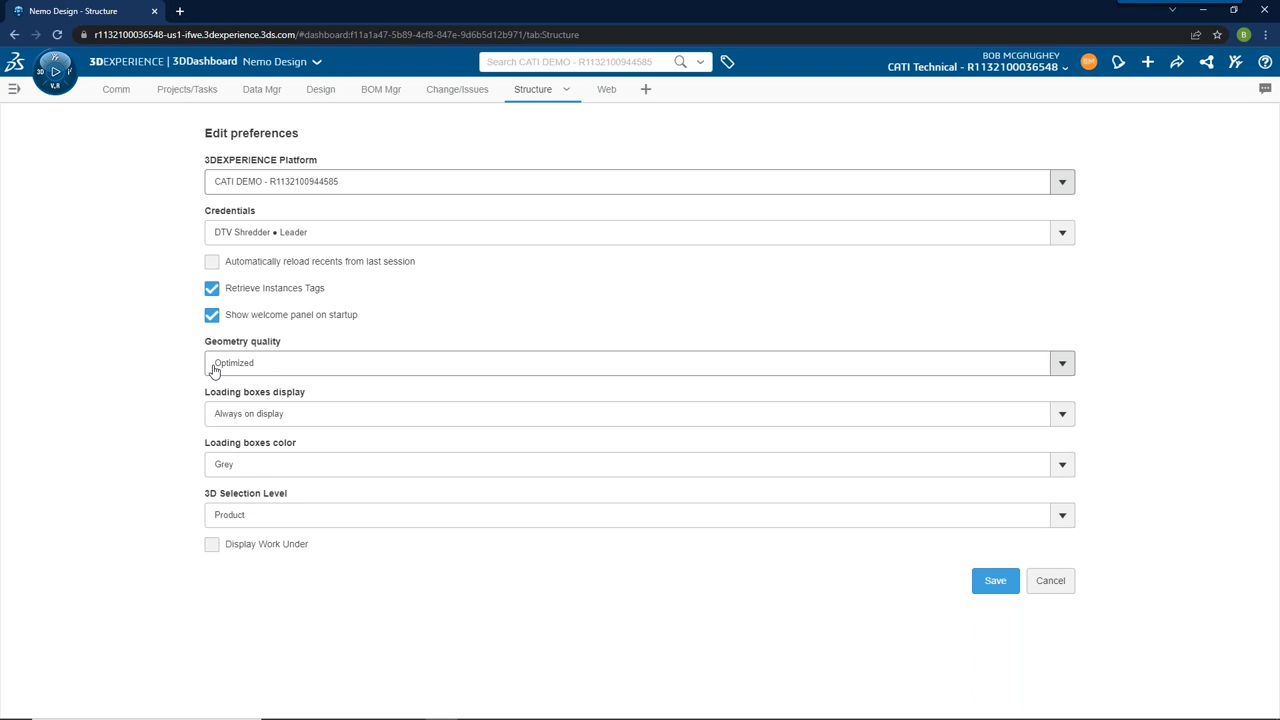 Nemo Design - Structure
r1132100036548-us1-ifwe.3dexperience.3ds.com/#dashboard:f11a1a47-5b89-4cf8-847e-9d6b5d12b971/tab:Structure
B
3DEXPERIENCE | 3DDashboard Nemo Design
Search CATI DEMO - R1132100944585
BOB MCGAUGHEY
CATI Technical - R1132100036548
BM
3D
V.R
Comm Projects/Tasks Data Mgr Design BOM Mgr Change/Issues Structure Web
Edit preferences
3DEXPERIENCE Platform
CATI DEMO - R1132100944585
Credentials
DTV Shredder ● Leader
Automatically reload recents from last session
Retrieve Instances Tags
Show welcome panel on startup
Geometry quality
Optimized
Loading boxes display
Always on display
Loading boxes color
Grey
3D Selection Level
Product
Display Work Under
Save Cancel